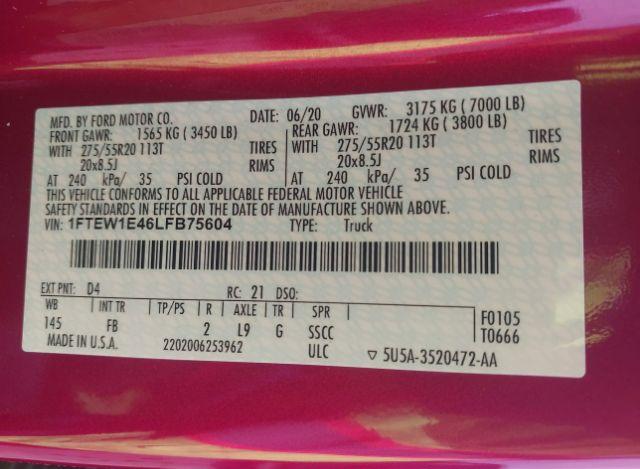 MFD. BY FORD MOTOR CO. DATE: 06/20 GVWR: 3175 KG ( 7000 LB)
FRONT GAWR: 1565 KG ( 3450 LB) REAR GAWR: 1724 KG ( 3800 LB)
WITH 275/55R20 113T TIRES WITH 275/55R20 113T TIRES
20x8.5J RIMS 20x8.5J RIMS
AT 240 kPa/ 35 PSI COLD AT 240 kPa/ 35 PSI COLD
THIS VEHICLE CONFORMS TO ALL APPLICABLE FEDERAL MOTOR VEHICLE
SAFETY STANDARDS IN EFFECT ON THE DATE OF MANUFACTURE SHOWN ABOVE.
VIN: 1FTEW1E46LFB75604 TYPE: Truck
EXT PNT: D4 RC: 21 DSO:
WB INT TR TP/PS R AXLE TR SPR F0105
145 FB 2 L9 G SSCC T0666
MADE IN U.S.A. 2202006253962 ULC ▽ 5U5A-3520472-AA